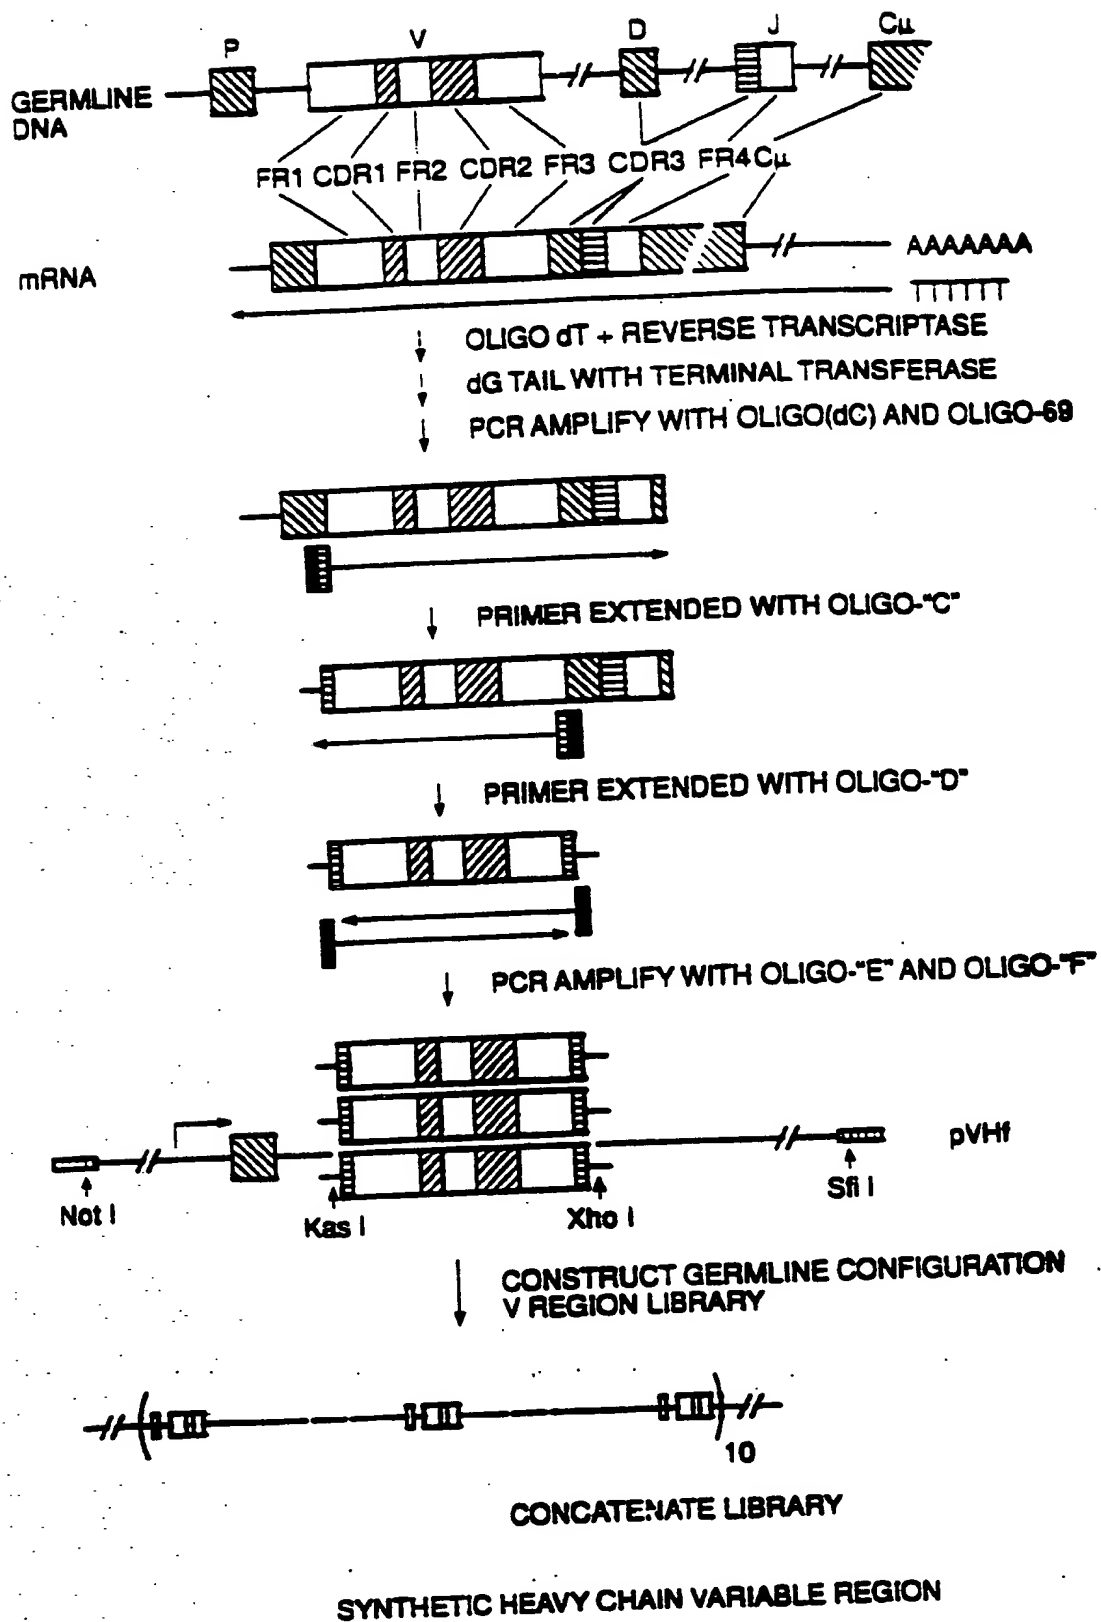 P V D J Cμ
GERMLINE
DNA
FR1 CDR1 FR2 CDR2 FR3 CDR3 FR4 Cμ
mRNA
AAAAAAA
TTTTTT
OLIGO dT + REVERSE TRANSCRIPTASE
dG TAIL WITH TERMINAL TRANSFERASE
PCR AMPLIFY WITH OLIGO(dC) AND OLIGO-69
PRIMER EXTENDED WITH OLIGO-"C"
PRIMER EXTENDED WITH OLIGO-"D"
PCR AMPLIFY WITH OLIGO-"E" AND OLIGO-"F"
pVHf
Not I Kas I Xho I Sfi I
CONSTRUCT GERMLINE CONFIGURATION
V REGION LIBRARY
10
CONCATENATE LIBRARY
SYNTHETIC HEAVY CHAIN VARIABLE REGION